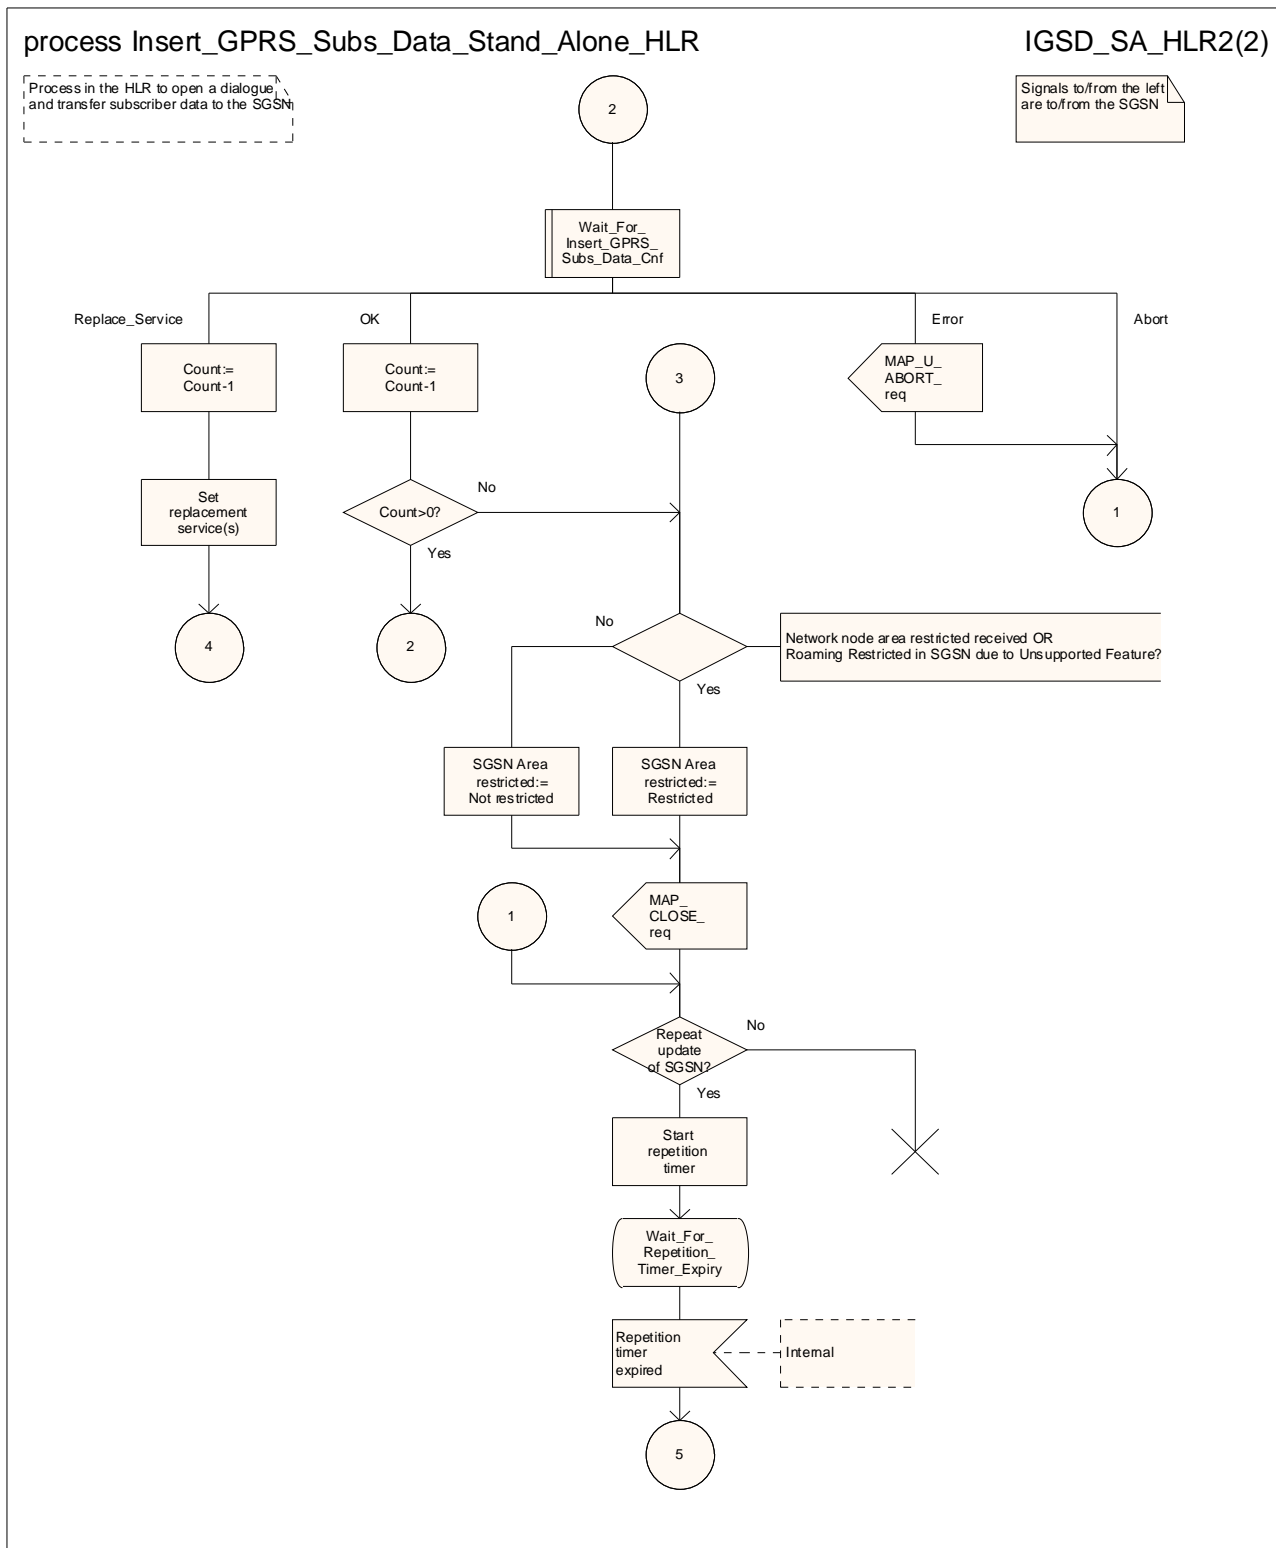 process Insert_GPRS_Subs_Data_Stand_Alone_HLR
IGSD_SA_HLR2(2)
Process in the HLR to open a dialogue
and transfer subscriber data to the SGSN
2
Signals to/from the left
are to/from the SGSN
Wait_For_
Insert_GPRS_
Subs_Data_Cnf
Replace_Service
OK
Error
Abort
Count:=
Count-1
Count:=
Count-1
3
MAP_U_
ABORT_
req
Set
replacement
service(s)
Count>0?
No
Yes
1
4
2
No
Yes
Network node area restricted received OR
Roaming Restricted in SGSN due to Unsupported Feature?
SGSN Area
restricted:=
Not restricted
SGSN Area
restricted:=
Restricted
1
MAP_
CLOSE_
req
Repeat
update
of SGSN?
No
Yes
Start
repetition
timer
Wait_For_
Repetition_
Timer_Expiry
Repetition
timer
expired
Internal
5